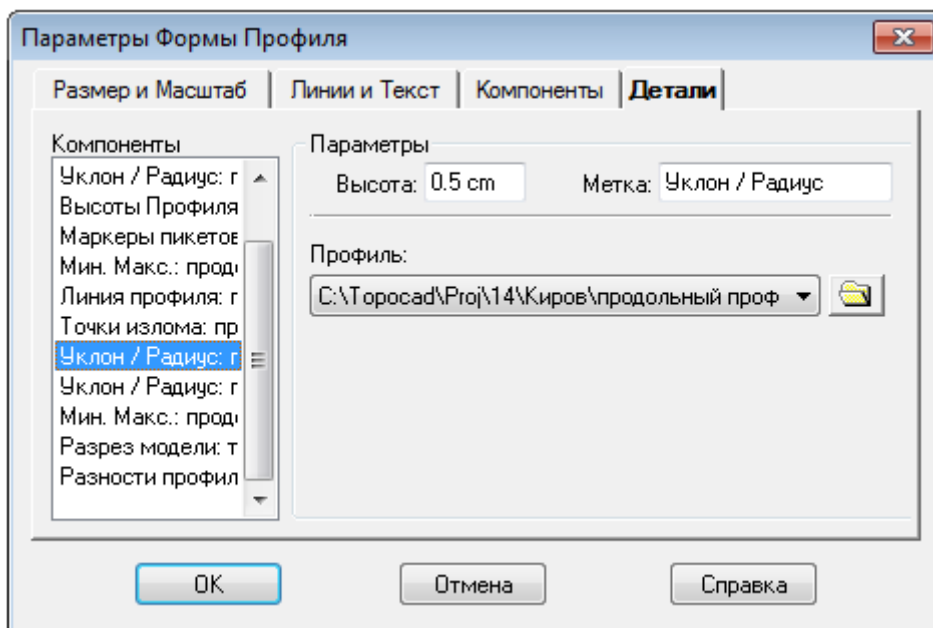 Параметры Формы Профиля
Размер и Масштаб
Линии и Текст
Компоненты
Детали
Компоненты
Уклон / Радиус: г
Высоты Профиля
Маркеры пикетов
Мин. Макс.: продо
Линия профиля: г
Точки излома: пр
Уклон / Радиус: г
Уклон / Радиус: г
Мин. Макс.: продо
Разрез модели: т
Разности профил
Параметры
Высота: 0.5 cm
Метка: Уклон / Радиус
Профиль:
C:\Topocad\Proj\14\Киров\продольный проф
OK
Отмена
Справка